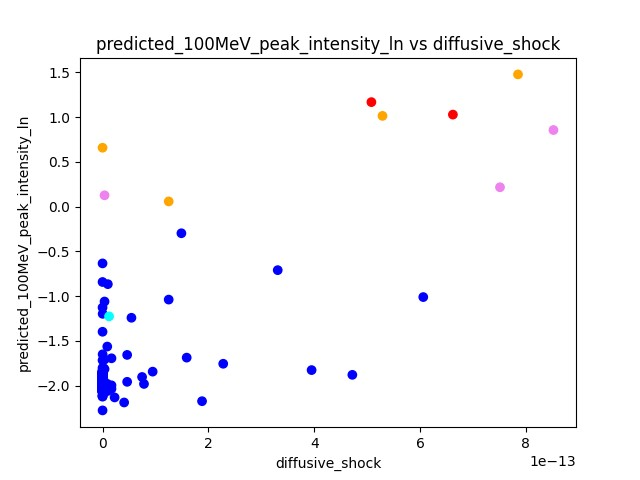 predicted_100MeV_peak_intensity_ln vs diffusive_shock
predicted_100MeV_peak_intensity_ln
1.5
1.0
0.5
0.0
−0.5
−1.0
−1.5
−2.0
0 2 4 6 8
1e−13
diffusive_shock